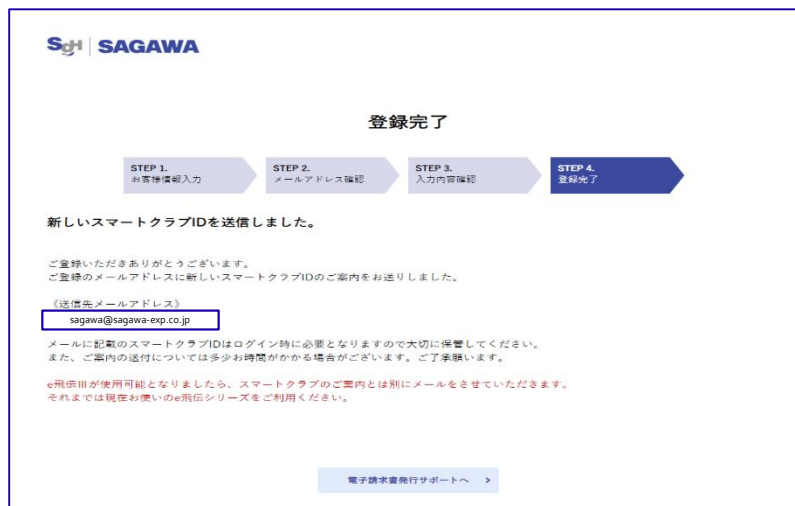 SGH SAGAWA
登録完了
STEP 1.
お客様情報入力
STEP 2.
メールアドレス確認
STEP 3.
入力内容確認
STEP 4.
登録完了
新しいスマートクラブIDを送信しました。
ご登録いただきありがとうございます。
ご登録のメールアドレスに新しいスマートクラブIDのご案内をお送りしました。
《送信先メールアドレス》
sagawa@sagawa-exp.co.jp
メールに記載のスマートクラブIDはログイン時に必要となりますので大切に保管してください。
また、ご案内の送付については多少お時間がかかる場合がございます。ご了承願います。
e飛伝Ⅲが使用可能となりましたら、スマートクラブのご案内とは別にメールをさせていただきます。
それまでは現在お使いのe飛伝シリーズをご利用ください。
電子請求書発行サポートへ >